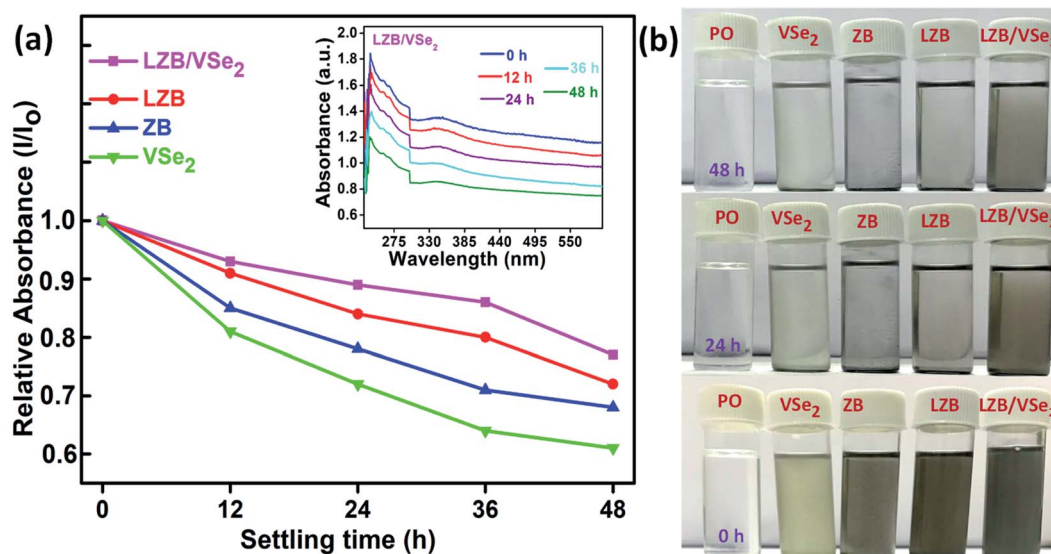 (a)
LZB/VSe₂
LZB
ZB
VSe₂
Relative Absorbance (I/I₀)
1.0
0.9
0.8
0.7
0.6
0
12
24
36
48
Settling time (h)
LZB/VSe₂
0 h
12 h
24 h
36 h
48 h
Absorbance (a.u.)
2.0
1.8
1.6
1.4
1.2
1.0
0.8
0.6
275
330
385
440
495
550
Wavelength (nm)
(b)
PO VSe₂ ZB LZB LZB/VSe₂
48 h
PO VSe₂ ZB LZB LZB/VSe₂
24 h
PO VSe₂ ZB LZB LZB/VSe₂
0 h